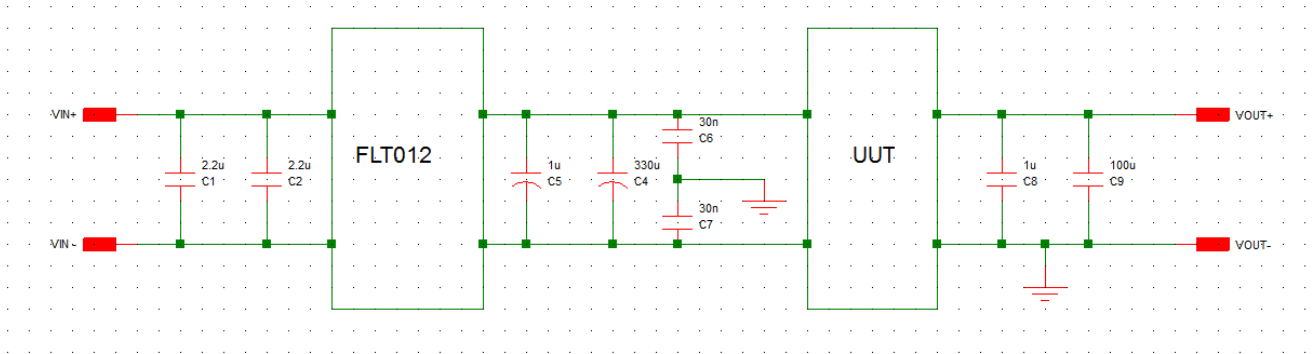 VIN+
VIN -
2.2u
C1
2.2u
C2
FLT012
1u
C5
330u
C4
30n
C6
30n
C7
UUT
1u
C8
100u
C9
VOUT+
VOUT-